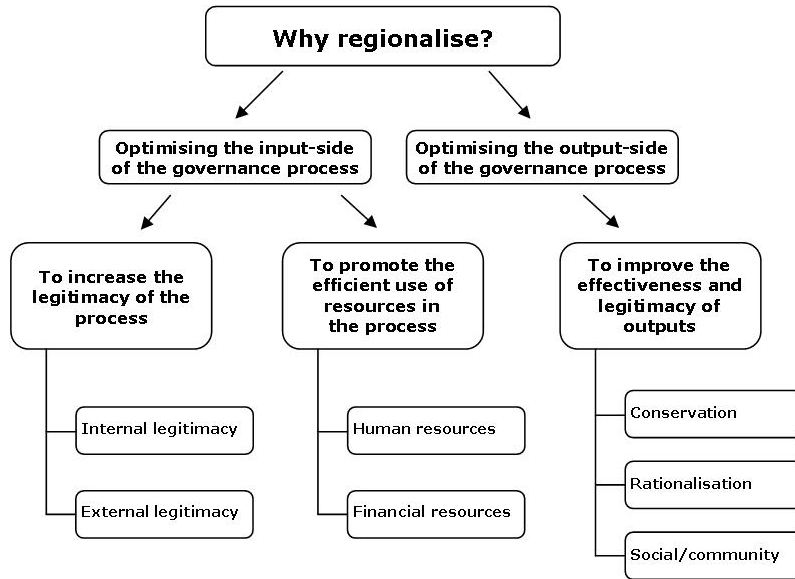 Why regionalise?
Optimising the input-side
of the governance process
Optimising the output-side
of the governance process
To increase the
legitimacy of the
process
To promote the
efficient use of
resources in
the process
To improve the
effectiveness and
legitimacy of
outputs
Internal legitimacy
External legitimacy
Human resources
Financial resources
Conservation
Rationalisation
Social/community